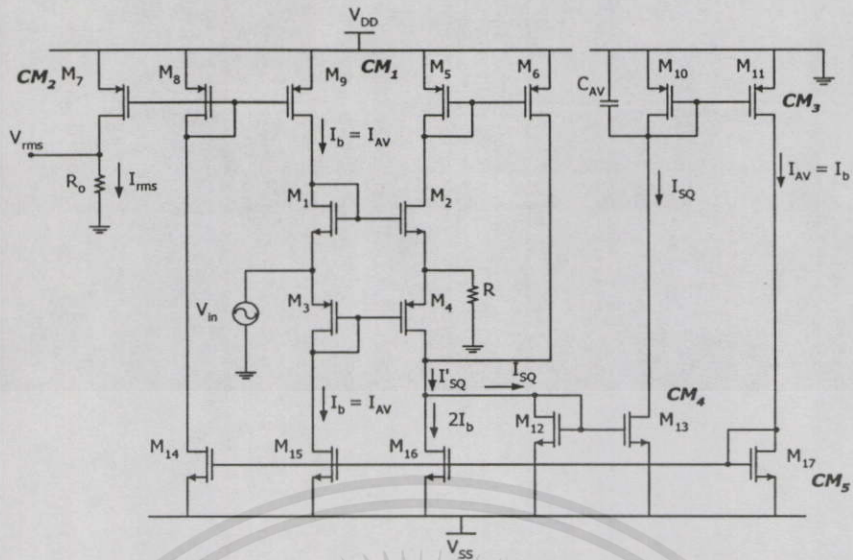 V_DD
CM_2 M_7 M_8 M_9 CM_1 M_5 M_6 C_AV M_10 M_11 CM_3
V_rms
R_o I_rms
I_b = I_AV
I_SQ
I_AV = I_b
M_1 M_2
V_in
M_3 M_4 R
I'_SQ I_SQ
I_b = I_AV
2I_b
M_12 M_13 CM_4
M_14 M_15 M_16 M_17 CM_5
V_SS